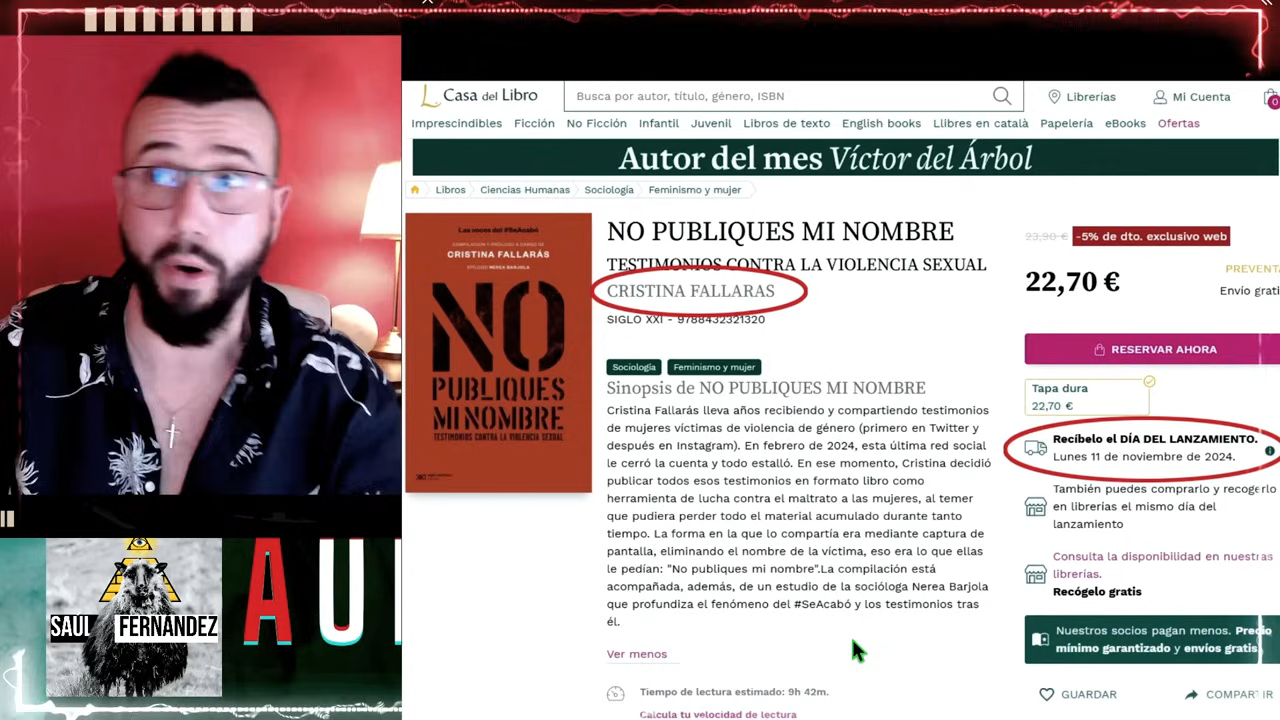 Casa del Libro
Busca por autor, título, género, ISBN
Librerías
Mi Cuenta
0
Imprescindibles Ficción No Ficción Infantil Juvenil Libros de texto English books Llibres en català Papelería eBooks Ofertas
Autor del mes Víctor del Árbol
Libros Ciencias Humanas Sociología Feminismo y mujer
Las voces del #SeAcabó
COMPILACIÓN Y PRÓLOGO A CARGO DE
CRISTINA FALLARÁS
EPÍLOGO NEREA BARJOLA
NO
PUBLIQUES
MI NOMBRE
TESTIMONIOS CONTRA LA VIOLENCIA SEXUAL
NO PUBLIQUES MI NOMBRE
TESTIMONIOS CONTRA LA VIOLENCIA SEXUAL
CRISTINA FALLARAS
SIGLO XXI - 9788432321320
Sociología
Feminismo y mujer
Sinopsis de NO PUBLIQUES MI NOMBRE
Cristina Fallarás lleva años recibiendo y compartiendo testimonios
de mujeres víctimas de violencia de género (primero en Twitter y
después en Instagram). En febrero de 2024, esta última red social
le cerró la cuenta y todo estalló. En ese momento, Cristina decidió
publicar todos esos testimonios en formato libro como
herramienta de lucha contra el maltrato a las mujeres, al temer
que pudiera perder todo el material acumulado durante tanto
tiempo. La forma en la que lo compartía era mediante captura de
pantalla, eliminando el nombre de la víctima, eso era lo que ellas
le pedían: "No publiques mi nombre".La compilación está
acompañada, además, de un estudio de la socióloga Nerea Barjola
que profundiza el fenómeno del #SeAcabó y los testimonios tras
él.
Ver menos
Tiempo de lectura estimado: 9h 42m.
Calcula tu velocidad de lectura
23,90 € -5% de dto. exclusivo web
22,70 €
PREVENT
Envío grati
RESERVAR AHORA
Tapa dura
22,70 €
Recíbelo el DÍA DEL LANZAMIENTO.
Lunes 11 de noviembre de 2024.
También puedes comprarlo y recogerlo
en librerías el mismo día del
lanzamiento
Consulta la disponibilidad en nuestras
librerías.
Recógelo gratis
Nuestros socios pagan menos. Precio
mínimo garantizado y envíos gratis
GUARDAR
COMPARTIR
SAÚL FERNÁNDEZ
AU